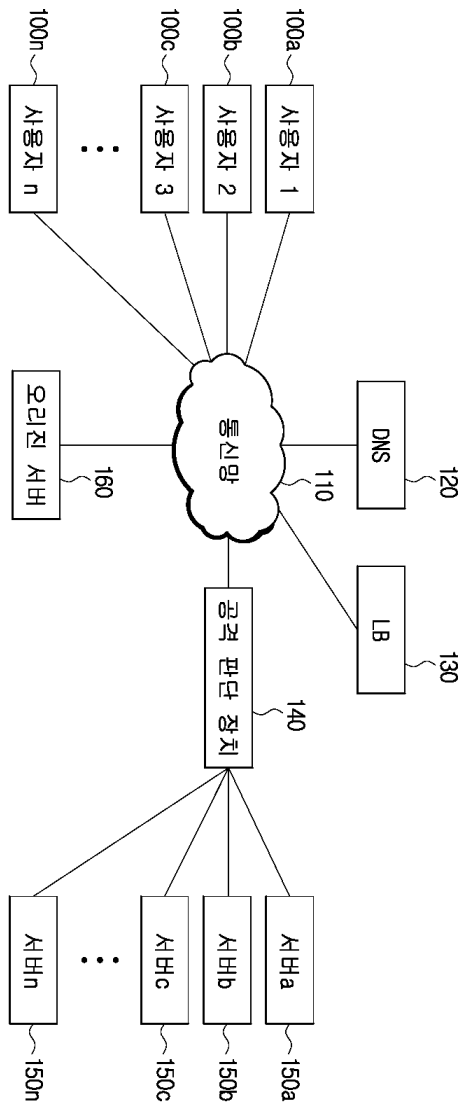 100a
사용자 1
100b
사용자 2
100c
사용자 3
100n
사용자 n
DNS
120
LB
130
통신망
110
오리진 서버
160
공격 판단 장치
140
서버a
150a
서버b
150b
서버c
150c
서버n
150n